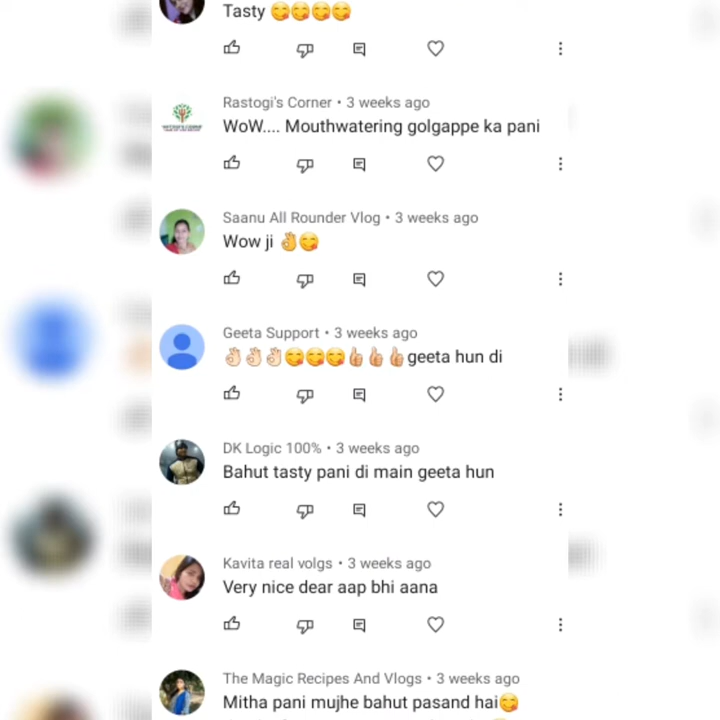 Tasty 😋😋😋😋
Rastogi's Corner • 3 weeks ago
WoW.... Mouthwatering golgappe ka pani
Saanu All Rounder Vlog • 3 weeks ago
Wow ji 👌😋
Geeta Support • 3 weeks ago
👌🏻👌🏻👌🏻😋😋😋👍🏻👍🏻👍🏻geeta hun di
DK Logic 100% • 3 weeks ago
Bahut tasty pani di main geeta hun
Kavita real volgs • 3 weeks ago
Very nice dear aap bhi aana
The Magic Recipes And Vlogs • 3 weeks ago
Mitha pani mujhe bahut pasand hai😋